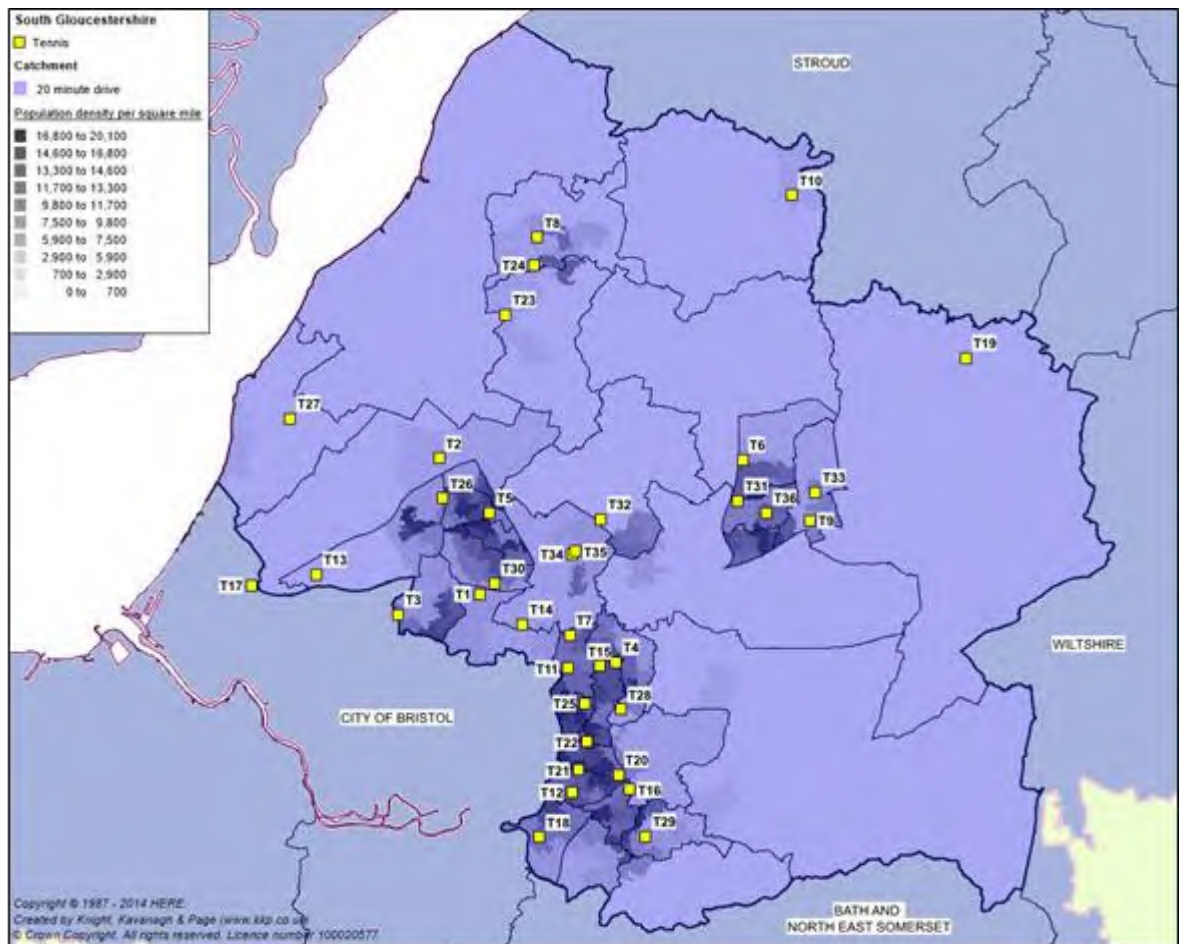 South Gloucestershire
Tennis
Catchment
20 minute drive
Population density per square mile
16,800 to 20,100
14,600 to 16,800
13,300 to 14,600
11,700 to 13,300
9,800 to 11,700
7,500 to 9,800
5,900 to 7,500
2,900 to 5,900
700 to 2,900
0 to 700
STROUD
T10
T8
T24
T23
T19
T27
T2
T6
T26
T33
T31
T36
T5
T32
T9
T34
T35
T13
T17
T30
T1
T3
T14
T7
WILTSHIRE
T15
T4
T11
T25
T28
CITY OF BRISTOL
T22
T21
T20
T12
T16
T18
T29
Copyright © 1987 - 2014 HERE.
Created by Knight, Kavanagh & Page (www.kkp.co.uk
© Crown Copyright. All rights reserved. Licence number 100020577
BATH AND
NORTH EAST SOMERSET